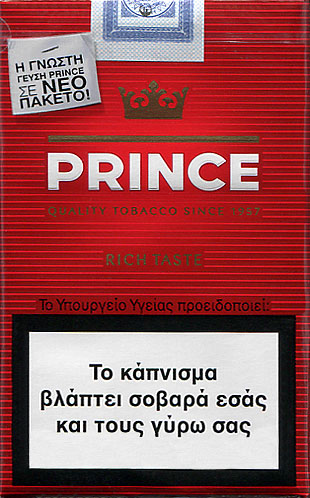 Η ΓΝΩΣΤΗ
ΓΕΥΣΗ PRINCE
ΣΕ ΝΕΟ
ΠΑΚΕΤΟ!
PRINCE
QUALITY TOBACCO SINCE 1957
RICH TASTE
Το Υπουργείο Υγείας προειδοποιεί:
Το κάπνισμα
βλάπτει σοβαρά εσάς
και τους γύρω σας